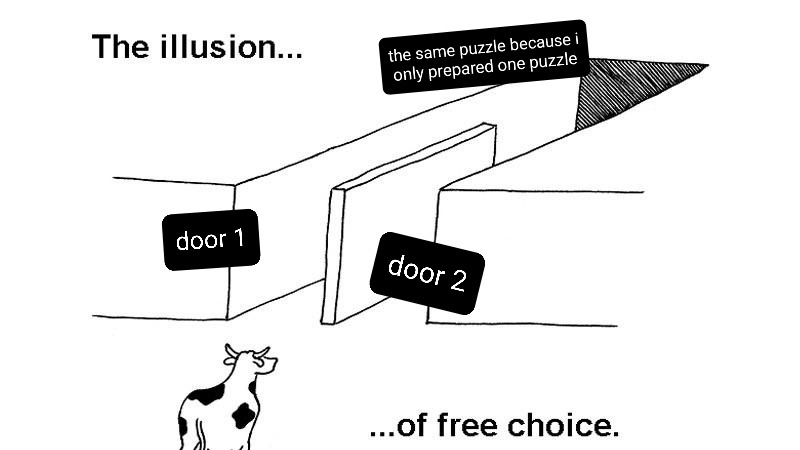 The illusion...
the same puzzle because i
only prepared one puzzle
door 1
door 2
...of free choice.